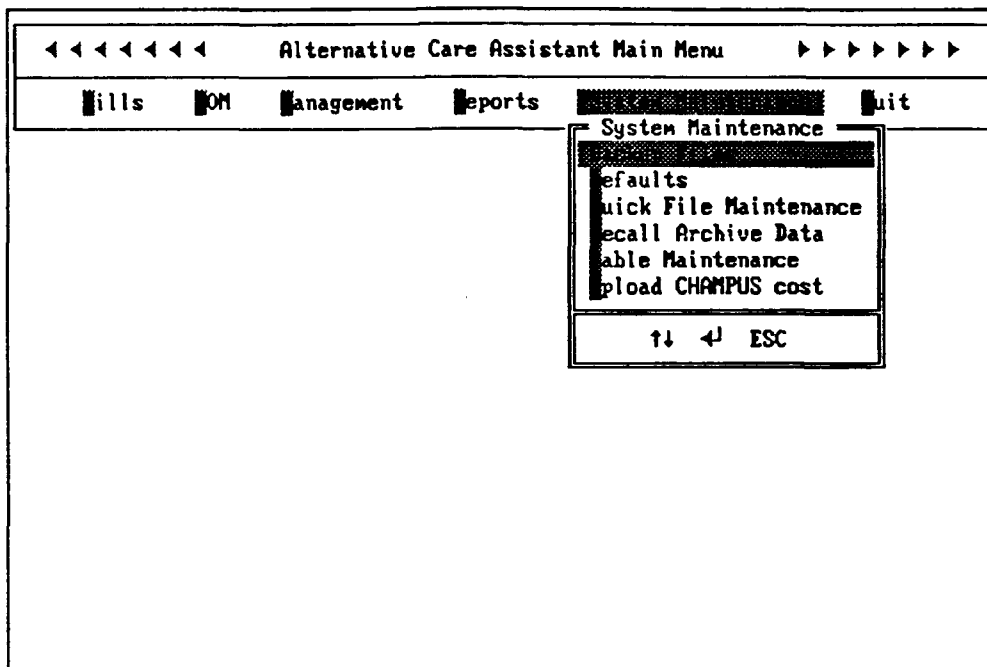 ◄ ◄ ◄ ◄ ◄ ◄ ◄ Alternative Care Assistant Main Menu ► ► ► ► ► ► ►
ills OM anagement eports uit
System Maintenance
efaults
uick File Maintenance
ecall Archive Data
able Maintenance
pload CHAMPUS cost
↑↓ ↵ ESC